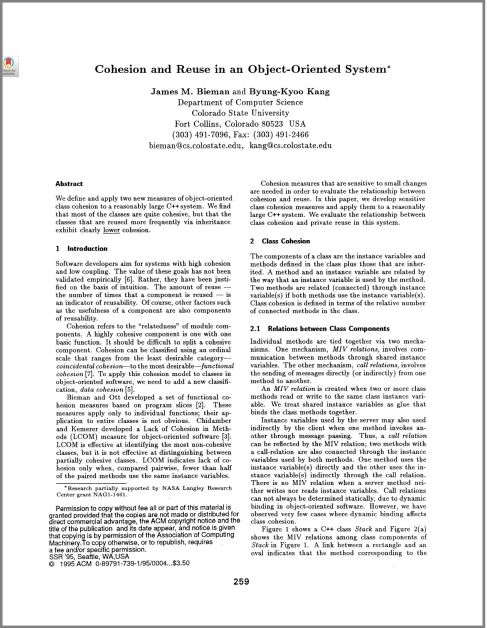 Cohesion and Reuse in an Object-Oriented System*
James M. Bieman and Byung-Kyoo Kang
Department of Computer Science
Colorado State University
Fort Collins, Colorado 80523 USA
(303) 491-7096, Fax: (303) 491-2466
bieman@cs.colostate.edu, kang@cs.colostate.edu
Abstract
We define and apply two new measures of object-oriented
class cohesion to a reasonably large C++ system. We find
that most of the classes are quite cohesive, but that the
classes that are reused more frequently via inheritance
exhibit clearly lower cohesion.
1 Introduction
Software developers aim for systems with high cohesion
and low coupling. The value of these goals has not been
validated empirically [6]. Rather, they have been justi-
fied on the basis of intuition. The amount of reuse —
the number of times that a component is reused — is
an indicator of reusability. Of course, other factors such
as the usefulness of a component are also components
of reusability.
Cohesion refers to the “relatedness” of module com-
ponents. A highly cohesive component is one with one
basic function. It should be difficult to split a cohesive
component. Cohesion can be classified using an ordinal
scale that ranges from the least desirable category—
coincidental cohesion—to the most desirable—functional
cohesion [7]. To apply this cohesion model to classes in
object-oriented software, we need to add a new classifi-
cation, data cohesion [5].
Bieman and Ott developed a set of functional co-
hesion measures based on program slices [2]. These
measures apply only to individual functions; their ap-
plication to entire classes is not obvious. Chidamber
and Kemerer developed a Lack of Cohesion in Meth-
ods (LCOM) measure for object-oriented software [3].
LCOM is effective at identifying the most non-cohesive
classes, but it is not effective at distinguishing between
partially cohesive classes. LCOM indicates lack of co-
hesion only when, compared pairwise, fewer than half
of the paired methods use the same instance variables.
*Research partially supported by NASA Langley Research
Center grant NAG1-1461.
Permission to copy without fee all or part of this material is
granted provided that the copies are not made or distributed for
direct commercial advantage, the ACM copyright notice and the
title of the publication and its date appear, and notice is given
that copying is by permission of the Association of Computing
Machinery. To copy otherwise, or to republish, requires
a fee and/or specific permission.
SSR '95, Seattle, WA,USA
© 1995 ACM 0-89791-739-1/95/0004...$3.50
Cohesion measures that are sensitive to small changes
are needed in order to evaluate the relationship between
cohesion and reuse. In this paper, we develop sensitive
class cohesion measures and apply them to a reasonably
large C++ system. We evaluate the relationship between
class cohesion and private reuse in this system.
2 Class Cohesion
The components of a class are the instance variables and
methods defined in the class plus those that are inher-
ited. A method and an instance variable are related by
the way that an instance variable is used by the method.
Two methods are related (connected) through instance
variable(s) if both methods use the instance variable(s).
Class cohesion is defined in terms of the relative number
of connected methods in the class.
2.1 Relations between Class Components
Individual methods are tied together via two mecha-
nisms. One mechanism, MIV relations, involves com-
munication between methods through shared instance
variables. The other mechanism, call relations, involves
the sending of messages directly (or indirectly) from one
method to another.
An MIV relation is created when two or more class
methods read or write to the same class instance vari-
able. We treat shared instance variables as glue that
binds the class methods together.
Instance variables used by the server may also used
indirectly by the client when one method invokes an-
other through message passing. Thus, a call relation
can be reflected by the MIV relation; two methods with
a call-relation are also connected through the instance
variables used by both methods. One method uses the
instance variable(s) directly and the other uses the in-
stance variable(s) indirectly through the call relation.
There is no MIV relation when a server method nei-
ther writes nor reads instance variables. Call relations
can not always be determined statically, due to dynamic
binding in object-oriented software. However, we have
observed very few cases where dynamic binding affects
class cohesion.
Figure 1 shows a C++ class Stack and Figure 2(a)
shows the MIV relations among class components of
Stack in Figure 1. A link between a rectangle and an
oval indicates that the method corresponding to the
259